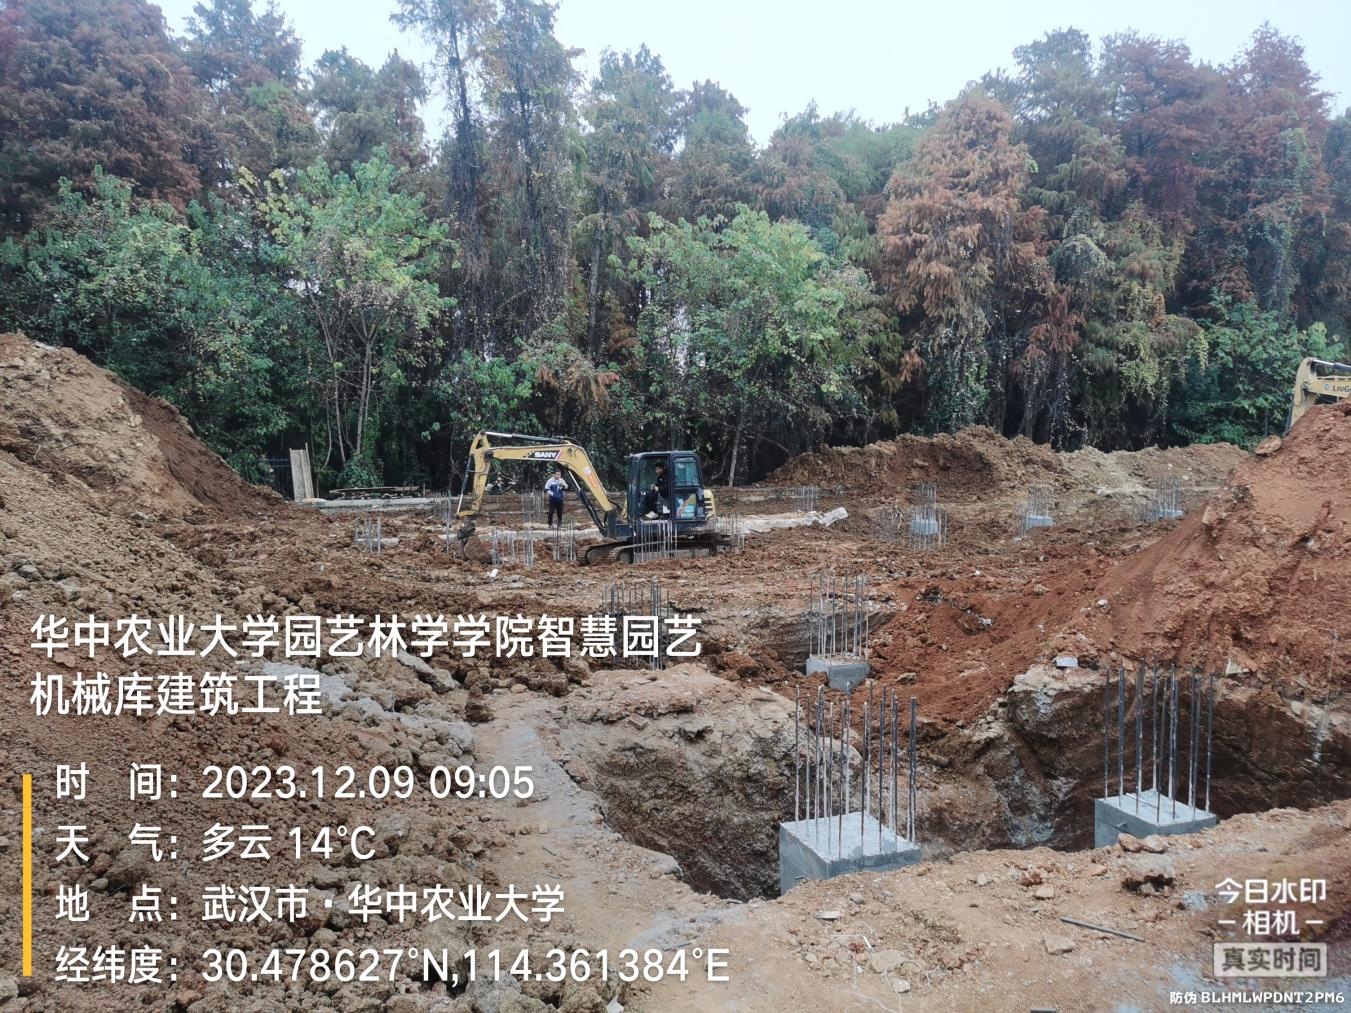 SANY
华中农业大学园艺林学学院智慧园艺
机械库建筑工程
时 间：2023.12.09 09:05
天 气：多云 14℃
地 点：武汉市·华中农业大学
经纬度：30.478627°N,114.361384°E
今日水印
相机
真实时间
防伪 BLHMLWPDNT2PM6